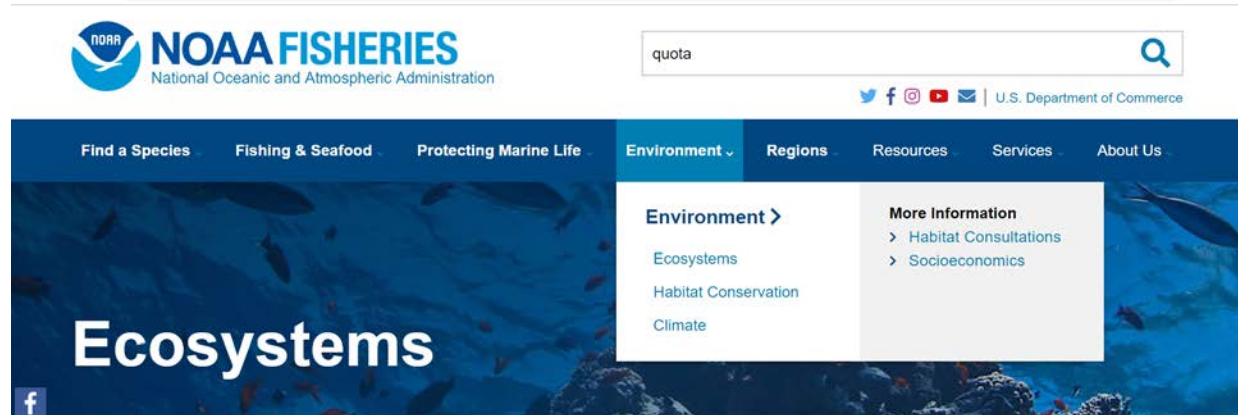 NOAA
NOAA FISHERIES
National Oceanic and Atmospheric Administration
quota
U.S. Department of Commerce
Find a Species
Fishing & Seafood
Protecting Marine Life
Environment
Regions
Resources
Services
About Us
Environment
Ecosystems
Habitat Conservation
Climate
More Information
Habitat Consultations
Socioeconomics
Ecosystems